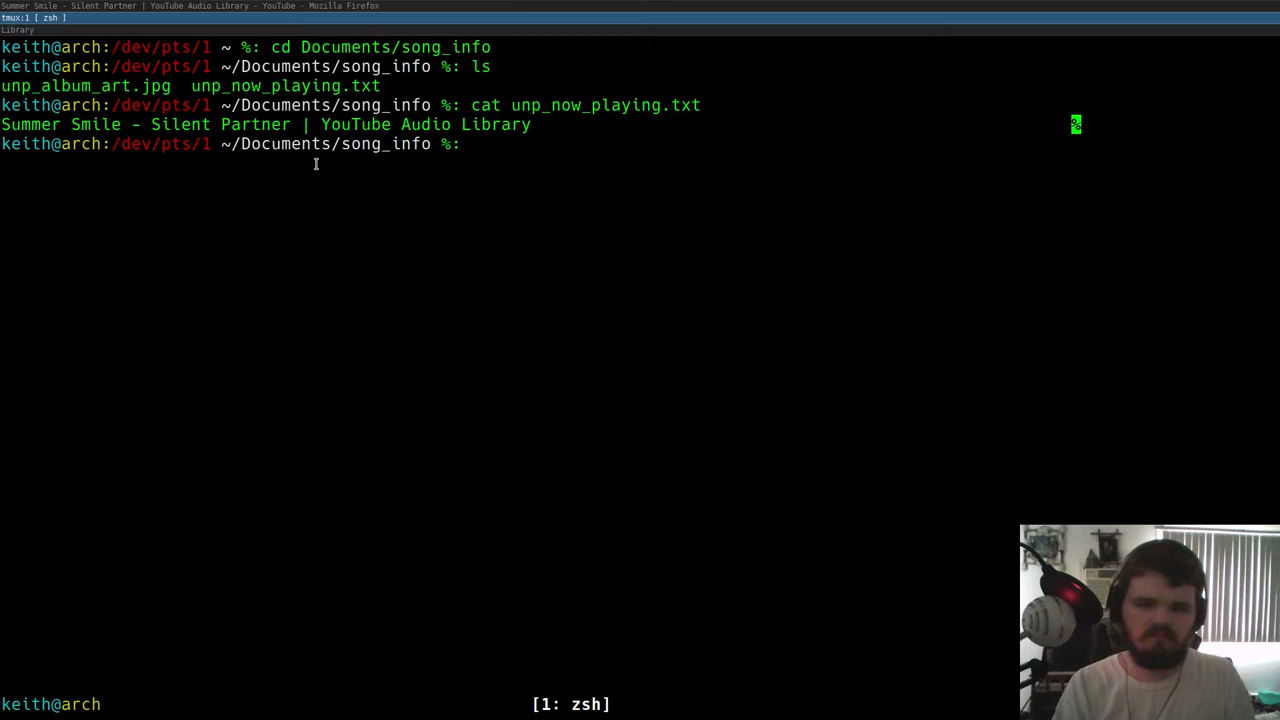 Summer Smile - Silent Partner | YouTube Audio Library - YouTube - Mozilla Firefox
tmux:1 [ zsh ]
Library
keith@arch:/dev/pts/1 ~ %: cd Documents/song_info
keith@arch:/dev/pts/1 ~/Documents/song_info %: ls
unp_album_art.jpg  unp_now_playing.txt
keith@arch:/dev/pts/1 ~/Documents/song_info %: cat unp_now_playing.txt
Summer Smile - Silent Partner | YouTube Audio Library %
keith@arch:/dev/pts/1 ~/Documents/song_info %:
keith@arch [1: zsh]